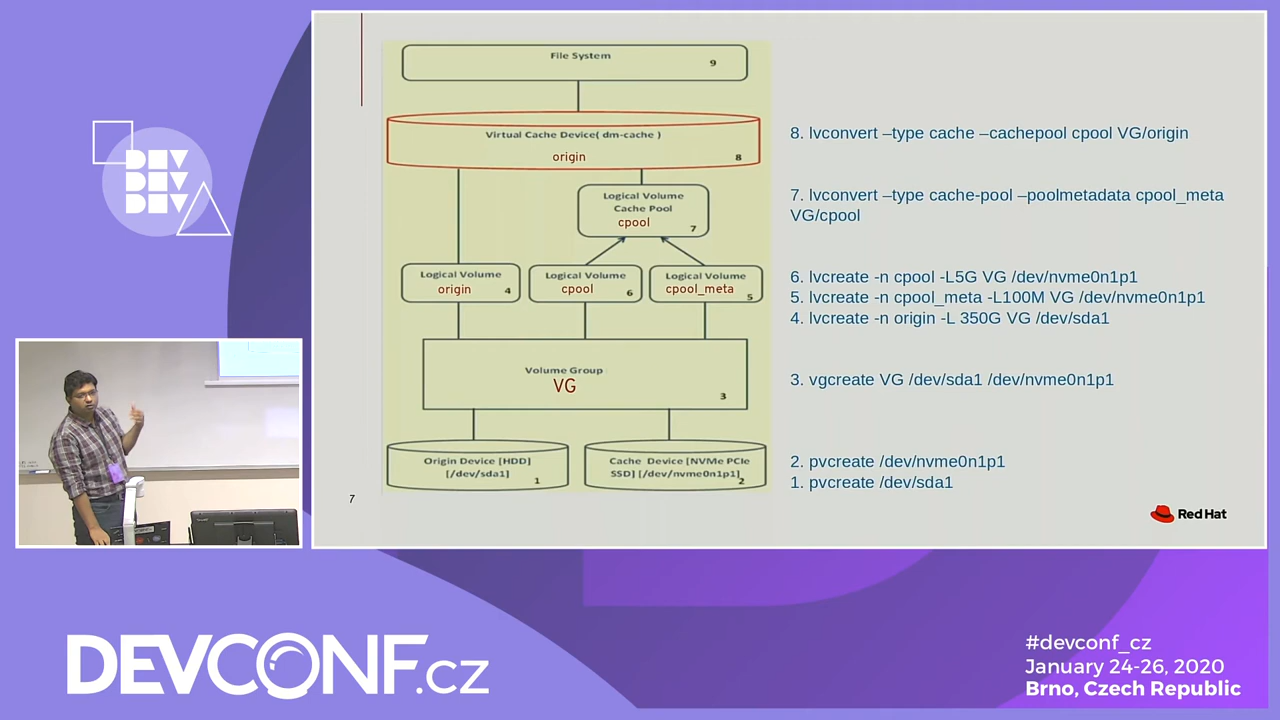 DEV
DEV
DEV
File System
9
Virtual Cache Device( dm-cache )
origin
8
Logical Volume
Cache Pool
cpool
7
Logical Volume
origin
4
Logical Volume
cpool
6
Logical Volume
cpool_meta
5
Volume Group
VG
3
Origin Device [HDD]
[/dev/sda1]
1
Cache Device [NVMe PCIe
SSD] [/dev/nvme0n1p1]
2
8. lvconvert –type cache –cachepool cpool VG/origin
7. lvconvert –type cache-pool –poolmetadata cpool_meta
VG/cpool
6. lvcreate -n cpool -L5G VG /dev/nvme0n1p1
5. lvcreate -n cpool_meta -L100M VG /dev/nvme0n1p1
4. lvcreate -n origin -L 350G VG /dev/sda1
3. vgcreate VG /dev/sda1 /dev/nvme0n1p1
2. pvcreate /dev/nvme0n1p1
1. pvcreate /dev/sda1
7
Red Hat
DEVCONF.cz
#devconf_cz
January 24-26, 2020
Brno, Czech Republic